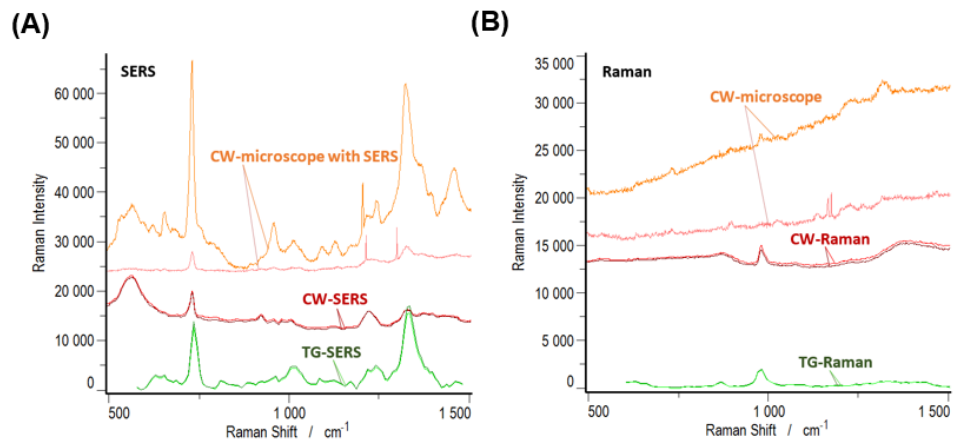 (A)
SERS
60 000
50 000
40 000
30 000
20 000
10 000
0
Raman Intensity
CW-microscope with SERS
CW-SERS
TG-SERS
500
1 000
1 500
Raman Shift / cm-1
(B)
Raman
35 000
30 000
25 000
20 000
15 000
10 000
5 000
0
Raman Intensity
CW-microscope
CW-Raman
TG-Raman
500
1 000
1 500
Raman Shift / cm-1